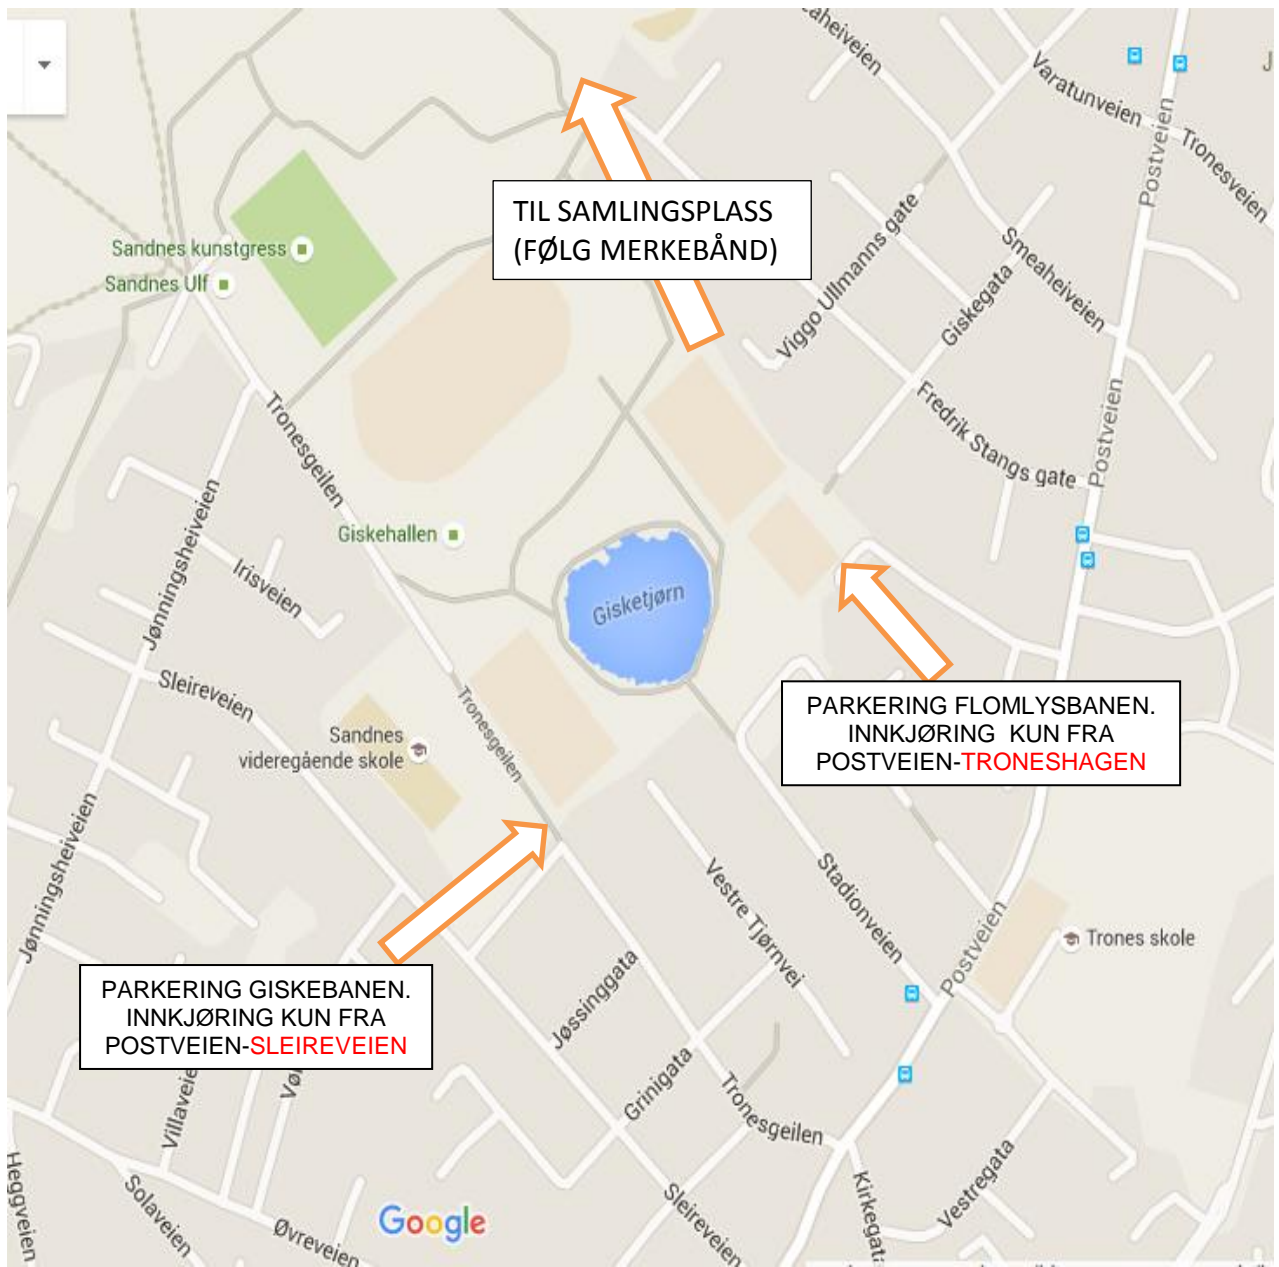 Smeaheiveien
Varatunveien
J
Postveien
Tronesveien
TIL SAMLINGSPLASS
(FØLG MERKEBÅND)
Sandnes kunstgress
Sandnes Ulf
Viggo Ullmanns gate
Giskegata
Smeaheiveien
Tronesgeilen
Fredrik Stangs gate
Postveien
Jønningsheiveien
Giskehallen
Irisveien
Gisketjørn
Sleireveien
Tronesgeilen
Sandnes
videregående skole
PARKERING FLOMLYSBANEN.
INNKJØRING KUN FRA
POSTVEIEN-TRONESHAGEN
Jønningsheiveien
Vestre Tjørnvei
Stadionveien
Postveien
Trones skole
PARKERING GISKEBANEN.
INNKJØRING KUN FRA
POSTVEIEN-SLEIREVEIEN
Jøssinggata
Grinigata
Tronesgeilen
Villaveie
Heggveien
Solaveien
Øvreveien
Google
Sleireveien
Kirkegata
Vestregata